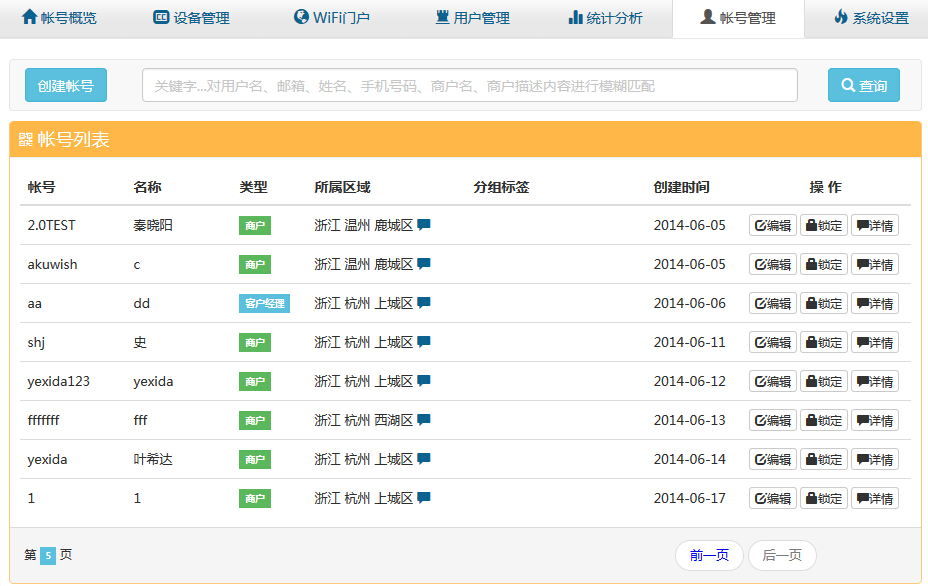 帐号概览 设备管理 WiFi门户 用户管理 统计分析 帐号管理 系统设置
创建帐号 关键字...对用户名、邮箱、姓名、手机号码、商户名、商户描述内容进行模糊匹配 查询
帐号列表
帐号 名称 类型 所属区域 分组标签 创建时间 操 作
2.0TEST 秦晓阳 商户 浙江 温州 鹿城区 2014-06-05 编辑 锁定 详情
akuwish c 商户 浙江 温州 鹿城区 2014-06-05 编辑 锁定 详情
aa dd 客户经理 浙江 杭州 上城区 2014-06-06 编辑 锁定 详情
shj 史 商户 浙江 杭州 上城区 2014-06-11 编辑 锁定 详情
yexida123 yexida 商户 浙江 杭州 上城区 2014-06-12 编辑 锁定 详情
fffffff fff 商户 浙江 杭州 西湖区 2014-06-13 编辑 锁定 详情
yexida 叶希达 商户 浙江 杭州 上城区 2014-06-14 编辑 锁定 详情
1 1 商户 浙江 杭州 上城区 2014-06-17 编辑 锁定 详情
第 5 页 前一页 后一页